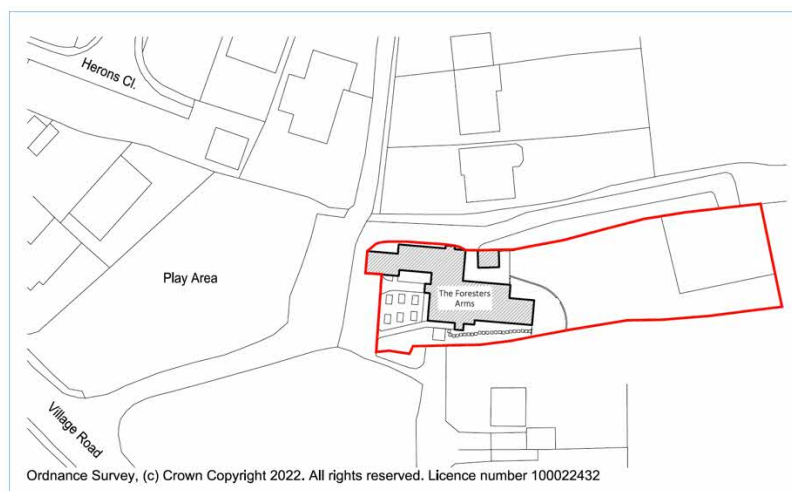 Herons Cl.
Play Area
The Foresters
Arms
Village Road
Ordnance Survey, (c) Crown Copyright 2022. All rights reserved. Licence number 100022432